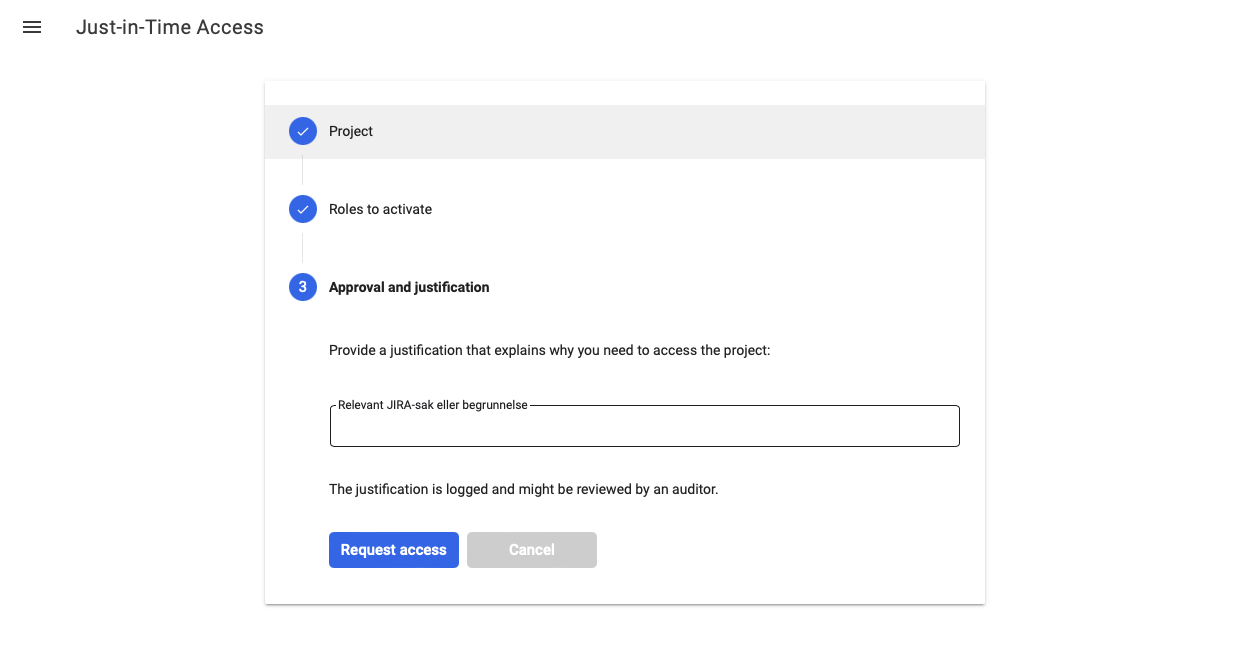 Just-in-Time Access
Project
Roles to activate
3 Approval and justification
Provide a justification that explains why you need to access the project:
Relevant JIRA-sak eller begrunnelse
The justification is logged and might be reviewed by an auditor.
Request access Cancel